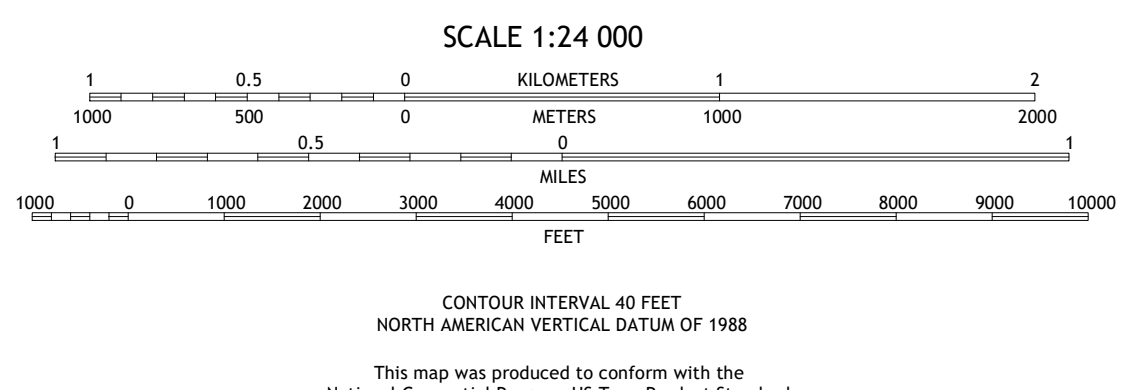 SCALE 1:24 000
1 0.5 0 KILOMETERS 1 2
1000 500 0 METERS 1000 2000
1 0.5 0 1
MILES
1000 0 1000 2000 3000 4000 5000 6000 7000 8000 9000 10000
FEET
CONTOUR INTERVAL 40 FEET
NORTH AMERICAN VERTICAL DATUM OF 1988
This map was produced to conform with the